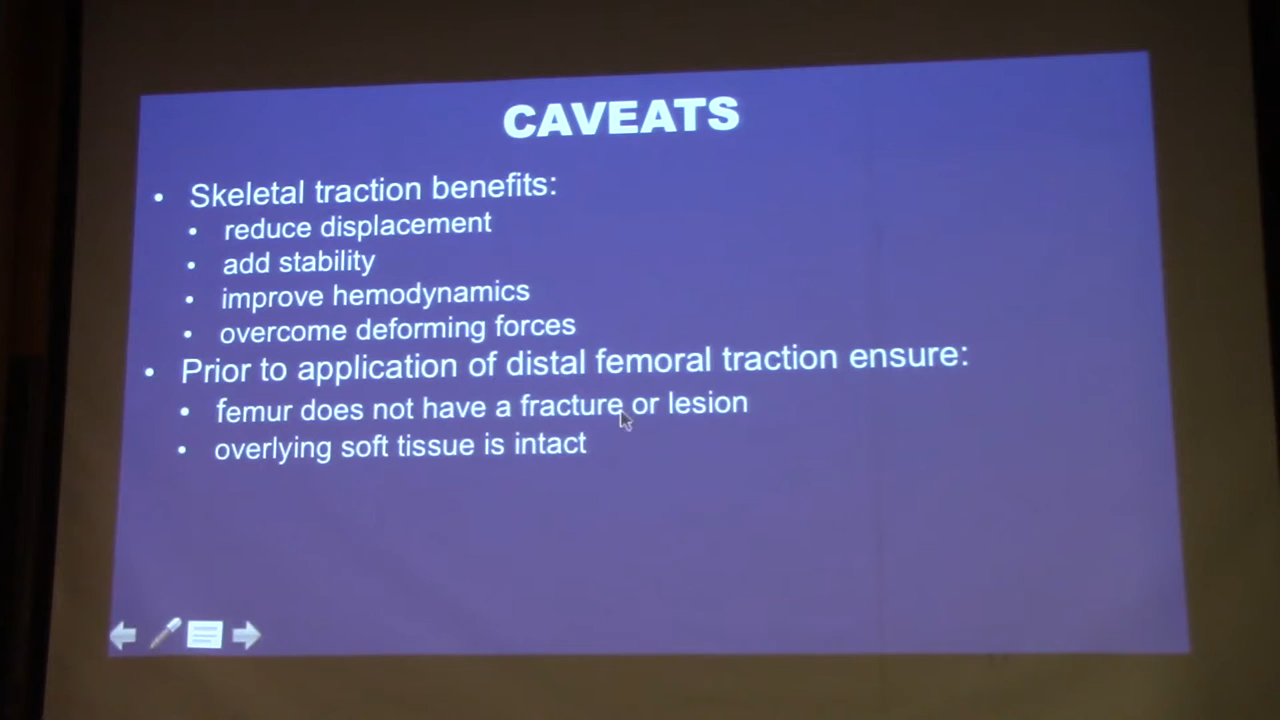 CAVEATS
• Skeletal traction benefits:
• reduce displacement
• add stability
• improve hemodynamics
• overcome deforming forces
• Prior to application of distal femoral traction ensure:
• femur does not have a fracture or lesion
• overlying soft tissue is intact